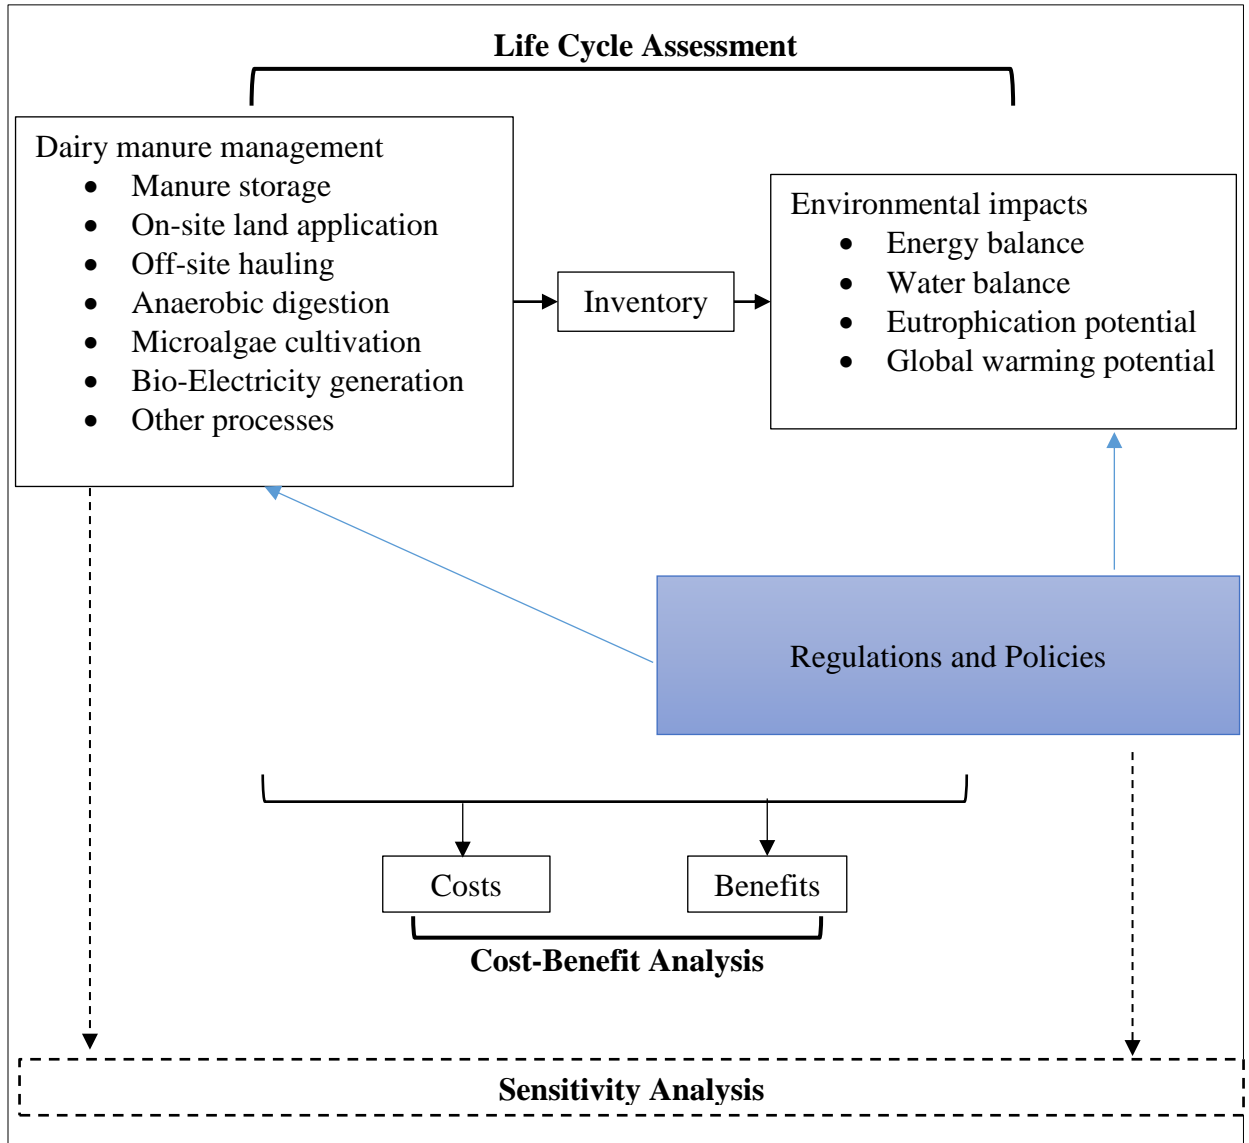 Life Cycle Assessment
Dairy manure management
• Manure storage
• On-site land application
• Off-site hauling
• Anaerobic digestion
• Microalgae cultivation
• Bio-Electricity generation
• Other processes
Inventory
Environmental impacts
• Energy balance
• Water balance
• Eutrophication potential
• Global warming potential
Regulations and Policies
Costs
Benefits
Cost-Benefit Analysis
Sensitivity Analysis